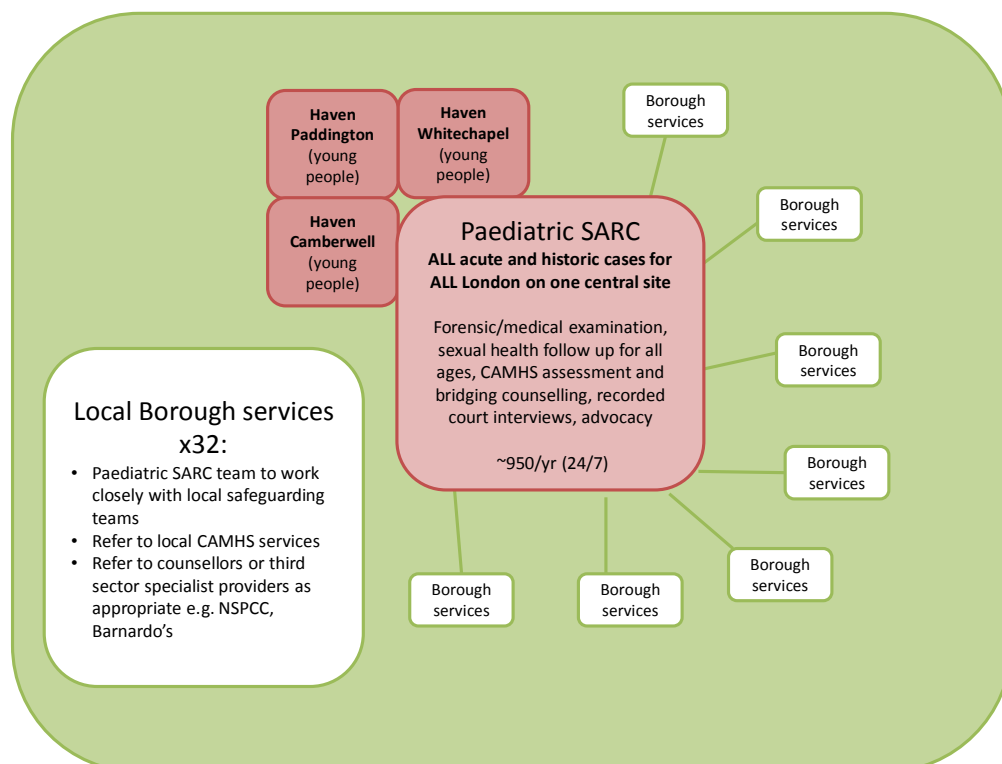 Haven
Paddington
(young
people)
Haven
Whitechapel
(young
people)
Haven
Camberwell
(young
people)
Borough
services
Borough
services
Paediatric SARC
ALL acute and historic cases for
ALL London on one central site
Forensic/medical examination,
sexual health follow up for all
ages, CAMHS assessment and
bridging counselling, recorded
court interviews, advocacy
~950/yr (24/7)
Borough
services
Borough
services
Borough
services
Borough
services
Borough
services
Local Borough services
x32:
• Paediatric SARC team to work
closely with local safeguarding
teams
• Refer to local CAMHS services
• Refer to counsellors or third
sector specialist providers as
appropriate e.g. NSPCC,
Barnardo’s